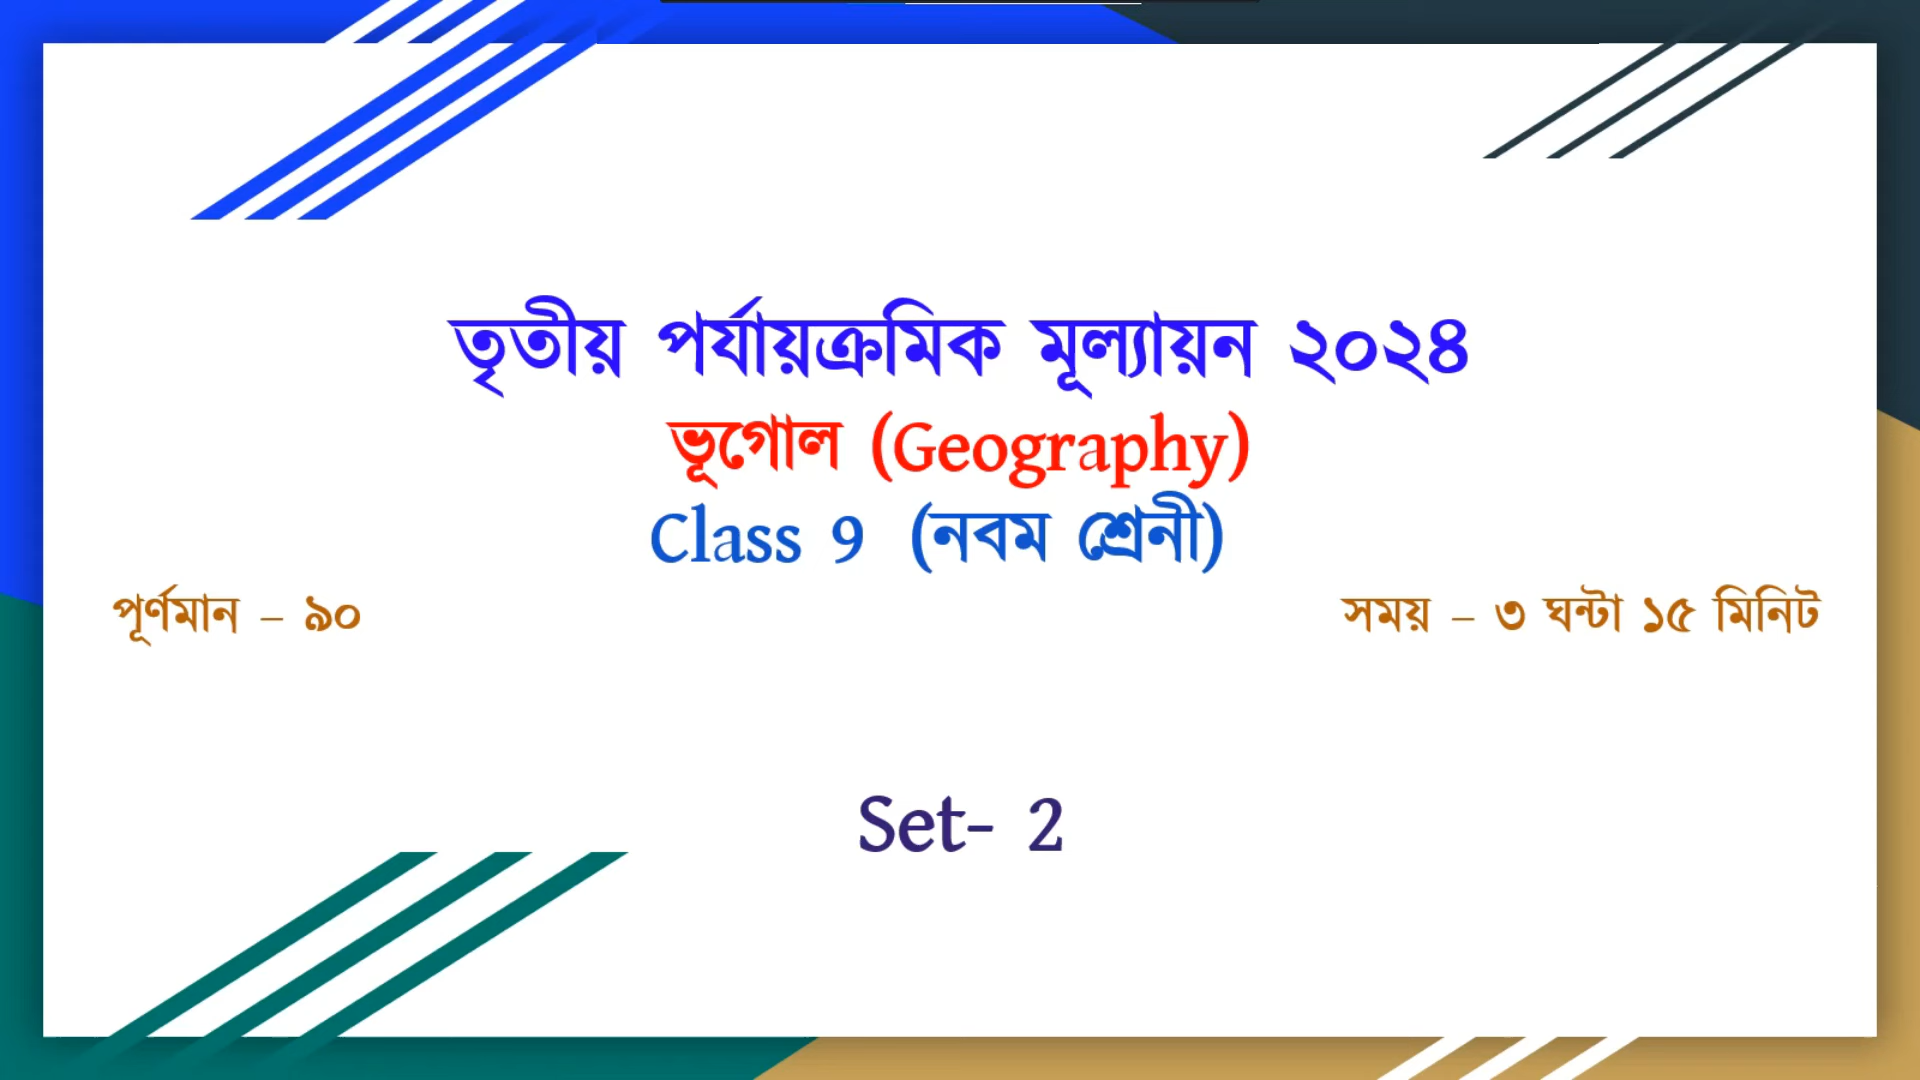 তৃতীয় পর্যায়ক্রমিক মূল্যায়ন ২০২৪
ভূগোল (Geography)
Class 9 (নবম শ্রেনী)
পূর্ণমান – ৯০
সময় – ৩ ঘন্টা ১৫ মিনিট
Set- 2